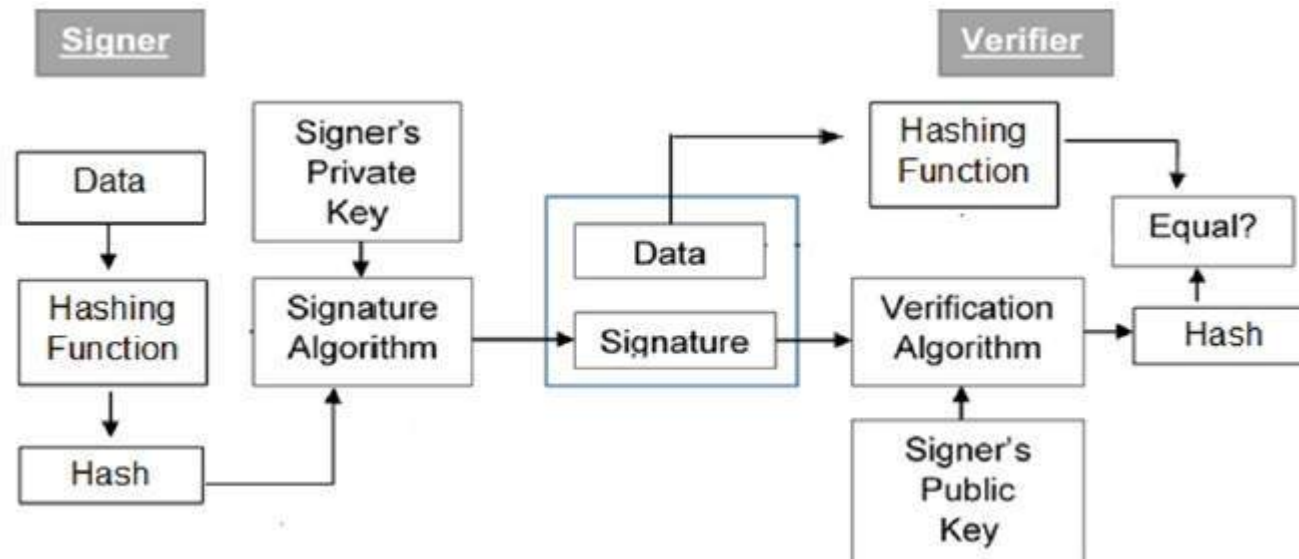 Signer
Verifier
Data
Hashing
Function
Hash
Signer's
Private
Key
Signature
Algorithm
Data
Signature
Hashing
Function
Verification
Algorithm
Signer's
Public
Key
Equal?
Hash